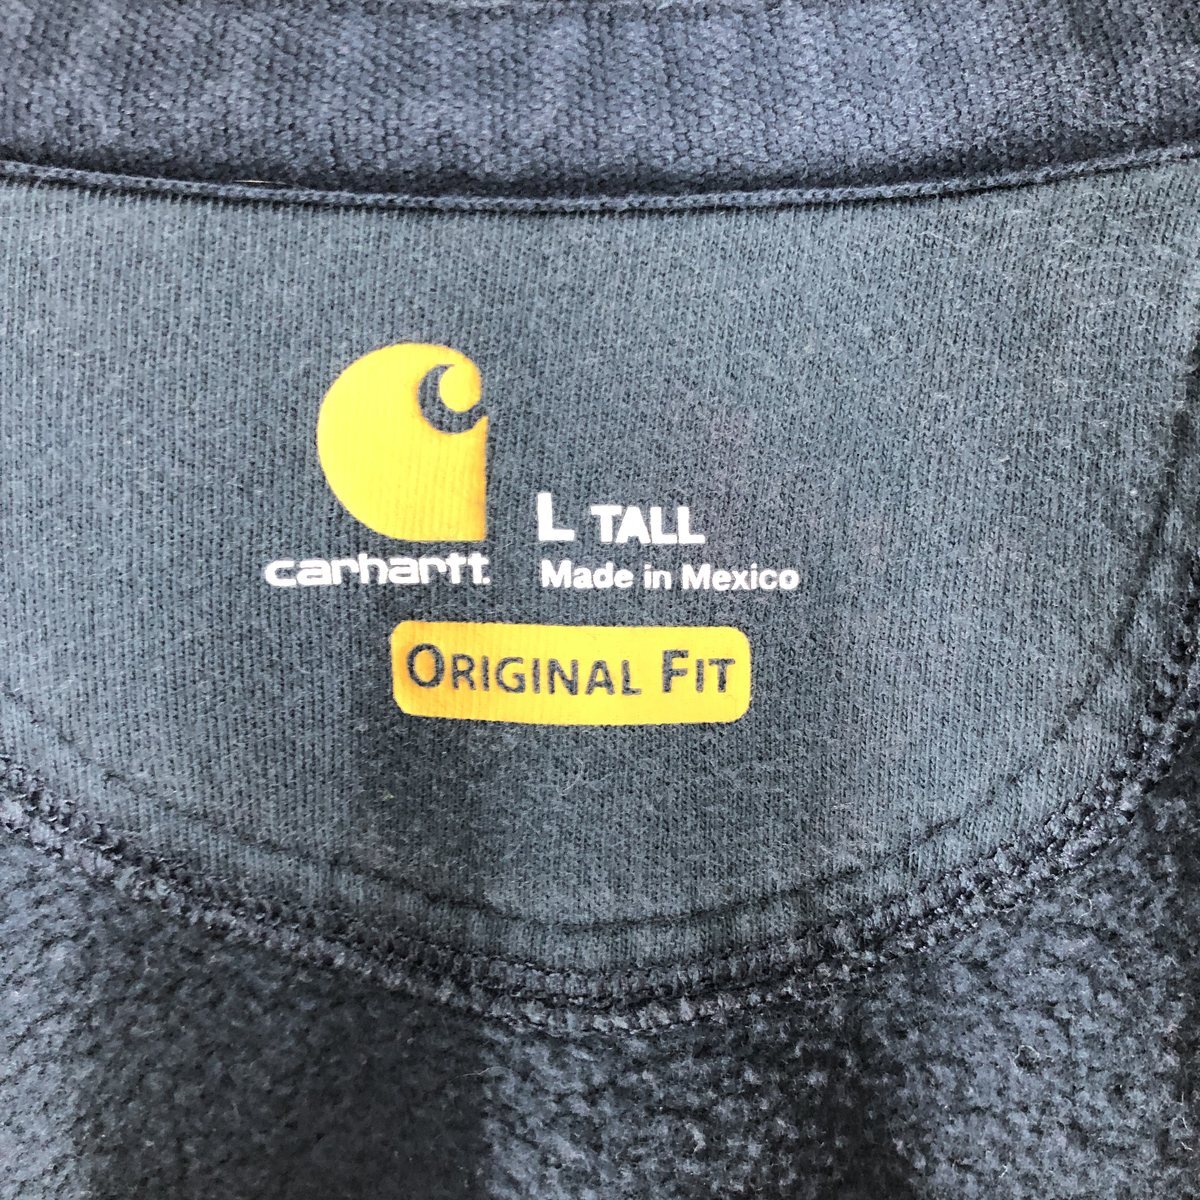 carhartt
L TALL
Made in Mexico
ORIGINAL FIT